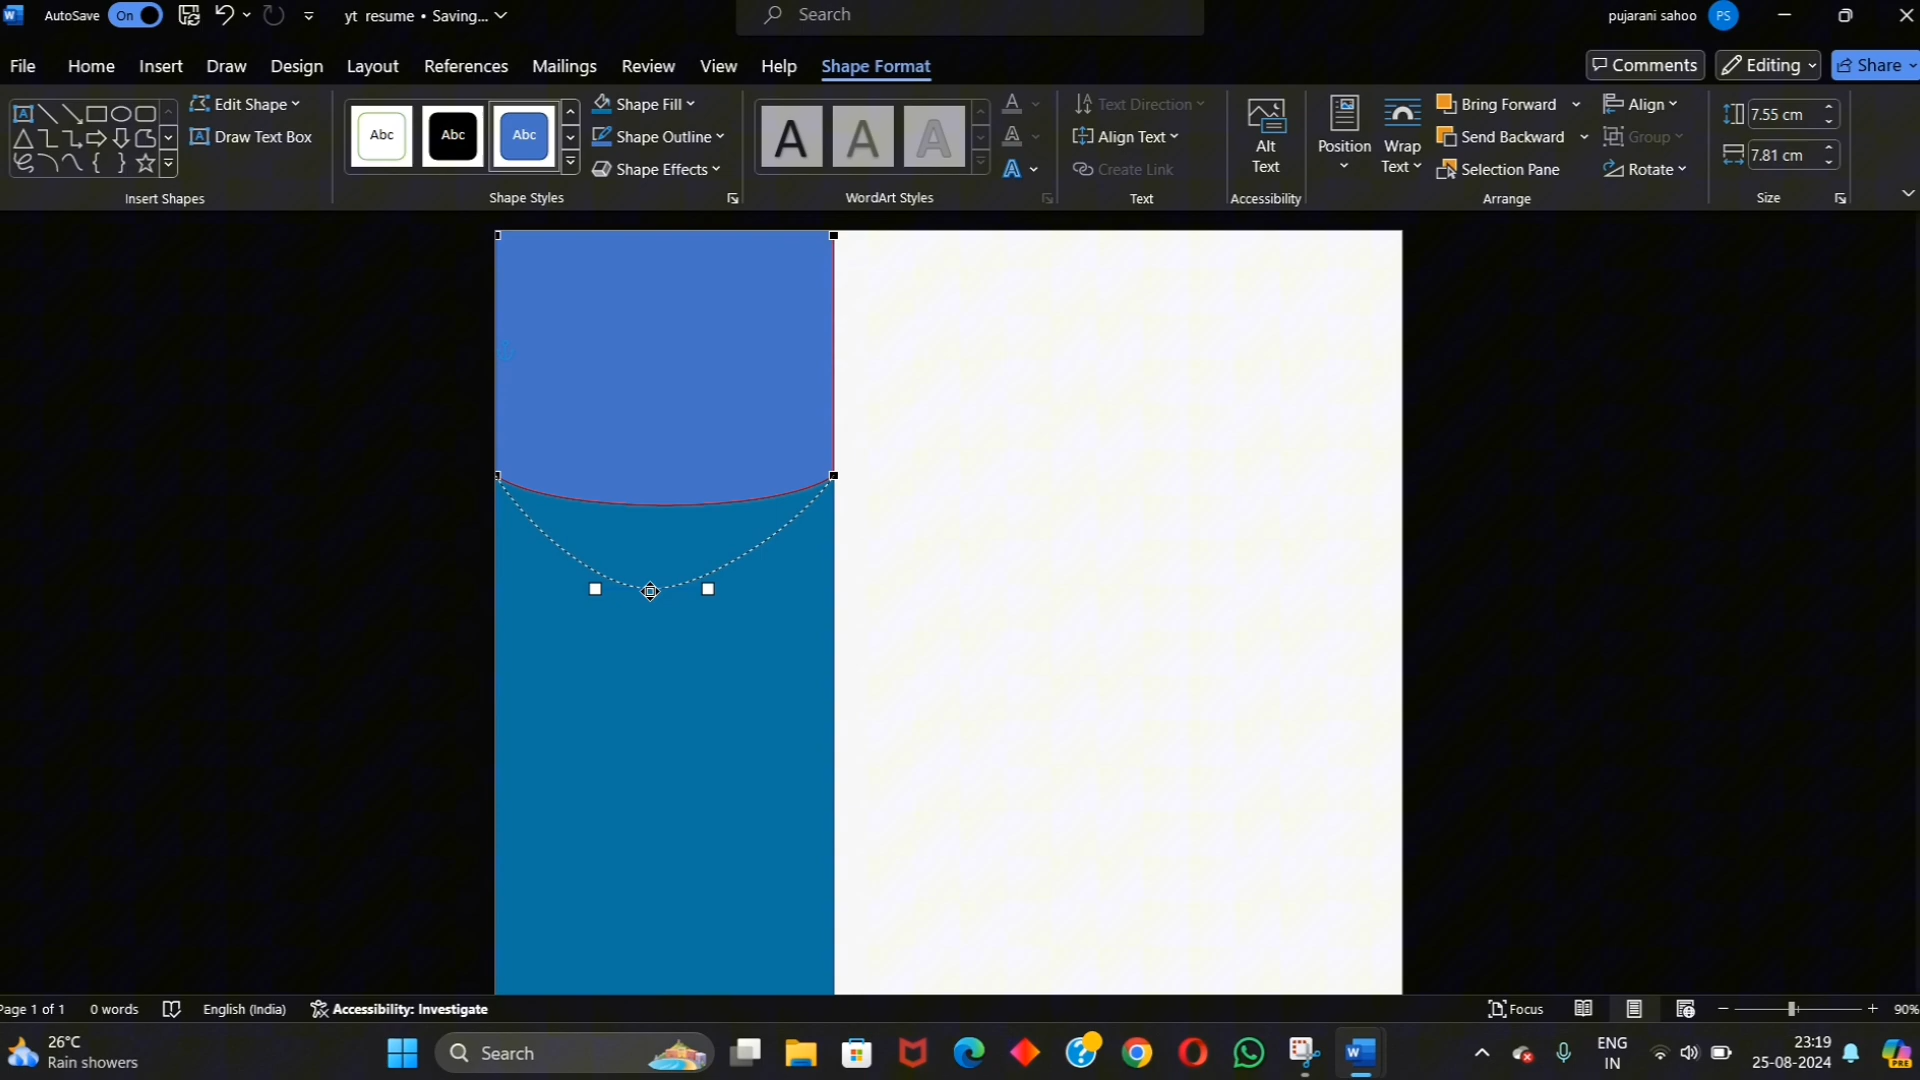 AutoSave On yt resume • Saving... Search pujarani sahoo PS
File Home Insert Draw Design Layout References Mailings Review View Help Shape Format Comments Editing Share
Edit Shape
Draw Text Box
Insert Shapes
Abc Abc Abc
Shape Fill
Shape Outline
Shape Effects
Shape Styles
A A A
WordArt Styles
Text Direction
Align Text
Create Link
Text
Alt
Text
Accessibility
Position
Wrap
Text
Bring Forward
Send Backward
Selection Pane
Align
Group
Rotate
Arrange
7.55 cm
7.81 cm
Size
Page 1 of 1 0 words English (India) Accessibility: Investigate Focus 90%
26°C
Rain showers
Search
ENG
IN
23:19
25-08-2024
PRE